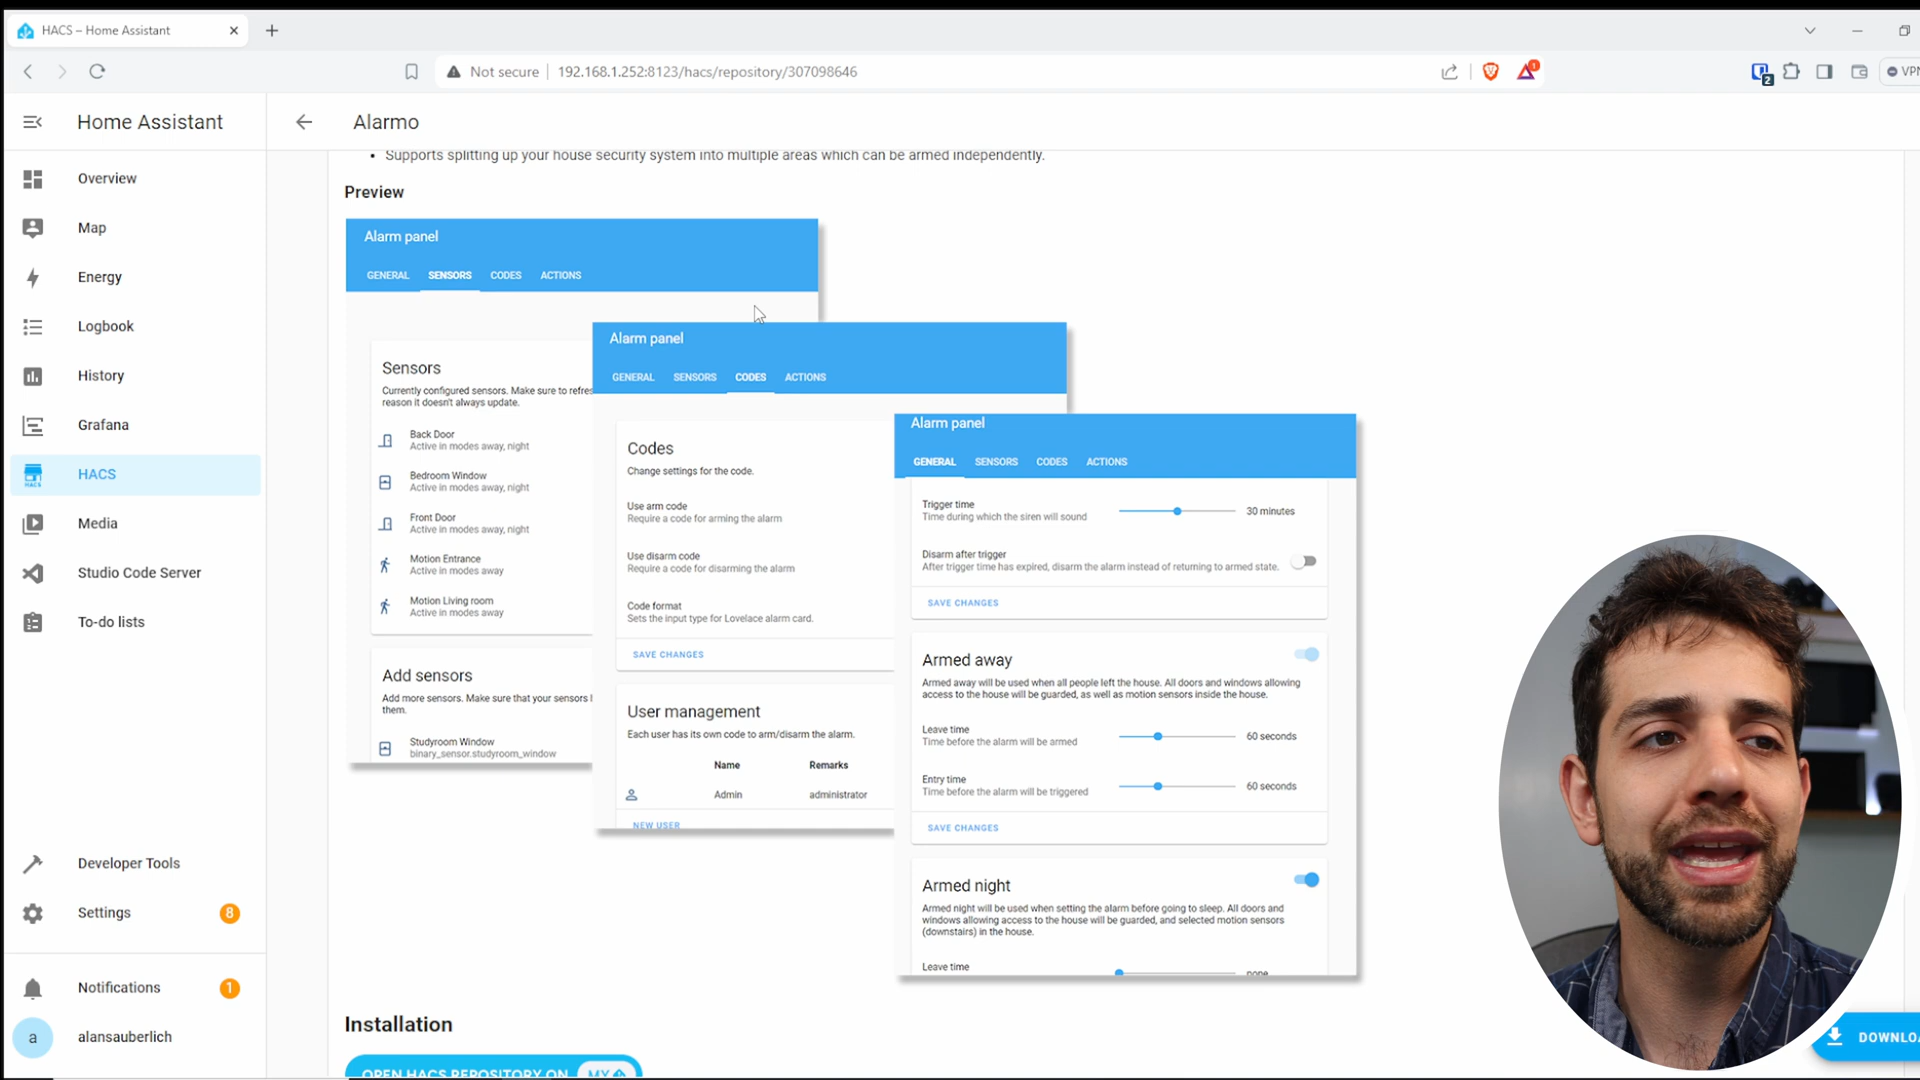 HACS – Home Assistant
Not secure
192.168.1.252:8123/hacs/repository/307098646
1
2
VPN
Home Assistant
Alarmo
Overview
Map
Energy
Logbook
History
Grafana
HACS
HACS
Media
Studio Code Server
To-do lists
Developer Tools
Settings
8
Notifications
1
a
alansauberlich
• Supports splitting up your house security system into multiple areas which can be armed independently.
Preview
Alarm panel
GENERAL SENSORS CODES ACTIONS
Sensors
Currently configured sensors. Make sure to refre
reason it doesn't always update.
Back Door
Active in modes away, night
Bedroom Window
Active in modes away, night
Front Door
Active in modes away, night
Motion Entrance
Active in modes away
Motion Living room
Active in modes away
Add sensors
Add more sensors. Make sure that your sensors
them.
Studyroom Window
binary_sensor.studyroom_window
Alarm panel
GENERAL SENSORS CODES ACTIONS
Codes
Change settings for the code.
Use arm code
Require a code for arming the alarm
Use disarm code
Require a code for disarming the alarm
Code format
Sets the input type for Lovelace alarm card.
SAVE CHANGES
User management
Each user has its own code to arm/disarm the alarm.
Name Remarks
Admin administrator
NEW USER
Alarm panel
GENERAL SENSORS CODES ACTIONS
Trigger time
Time during which the siren will sound
30 minutes
Disarm after trigger
After trigger time has expired, disarm the alarm instead of returning to armed state.
SAVE CHANGES
Armed away
Armed away will be used when all people left the house. All doors and windows allowing
access to the house will be guarded, as well as motion sensors inside the house.
Leave time
Time before the alarm will be armed
60 seconds
Entry time
Time before the alarm will be triggered
60 seconds
SAVE CHANGES
Armed night
Armed night will be used when setting the alarm before going to sleep. All doors and
windows allowing access to the house will be guarded, and selected motion sensors
(downstairs) in the house.
Leave time
none
Installation
OPEN HACS REPOSITORY ON MY
DOWNLO